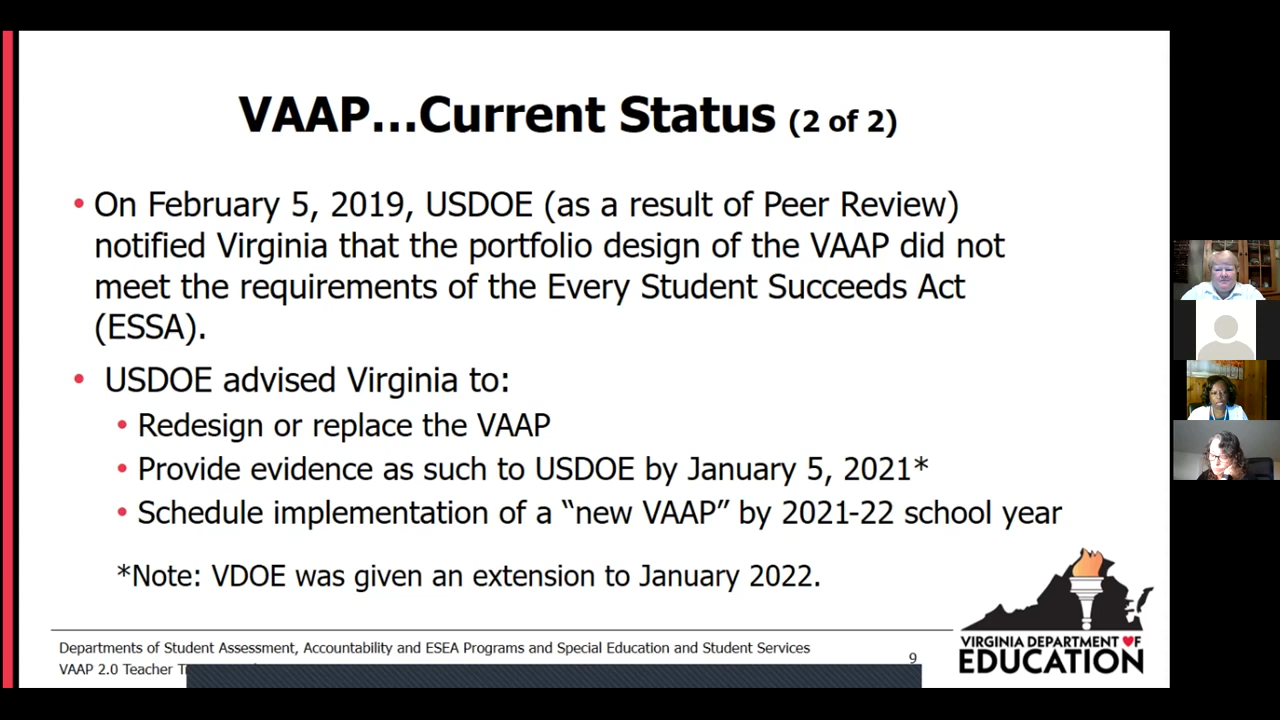 VAAP…Current Status (2 of 2)
• On February 5, 2019, USDOE (as a result of Peer Review)
notified Virginia that the portfolio design of the VAAP did not
meet the requirements of the Every Student Succeeds Act
(ESSA).
• USDOE advised Virginia to:
• Redesign or replace the VAAP
• Provide evidence as such to USDOE by January 5, 2021*
• Schedule implementation of a “new VAAP” by 2021-22 school year
*Note: VDOE was given an extension to January 2022.
Departments of Student Assessment, Accountability and ESEA Programs and Special Education and Student Services
VAAP 2.0 Teacher
9
VIRGINIA DEPARTMENT OF
EDUCATION